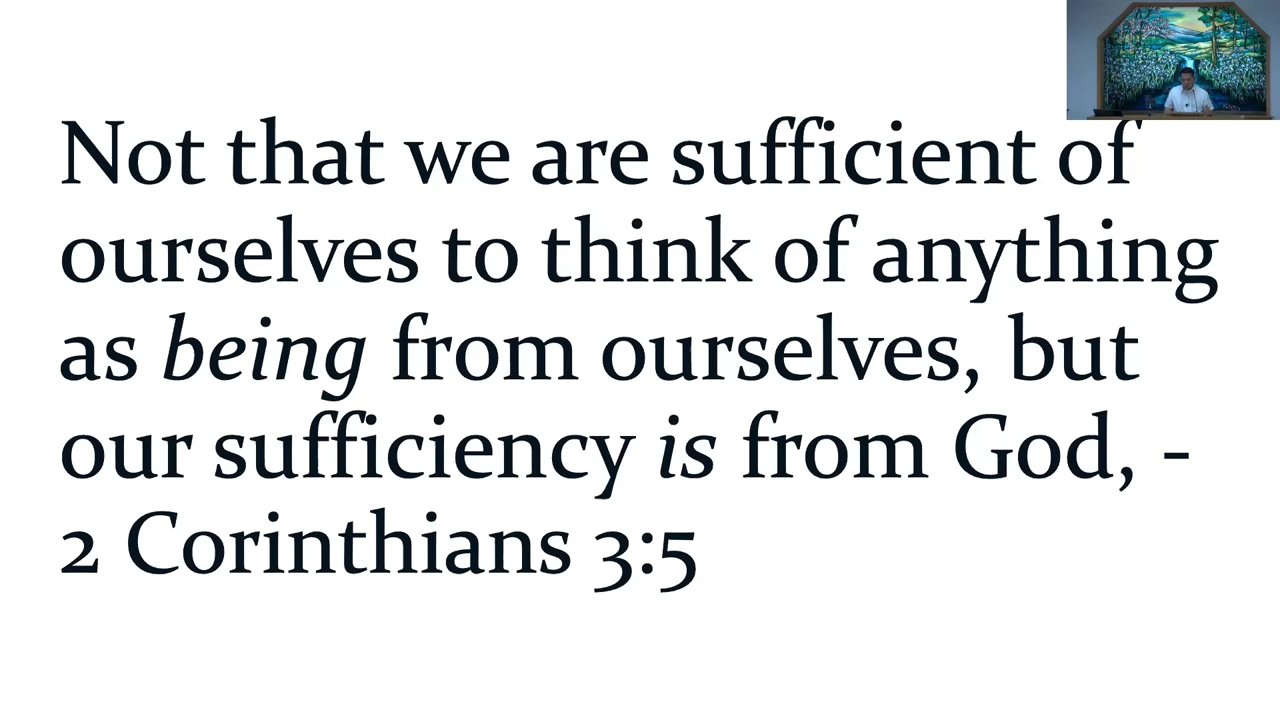 Not that we are sufficient of
ourselves to think of anything
as being from ourselves, but
our sufficiency is from God, -
2 Corinthians 3:5